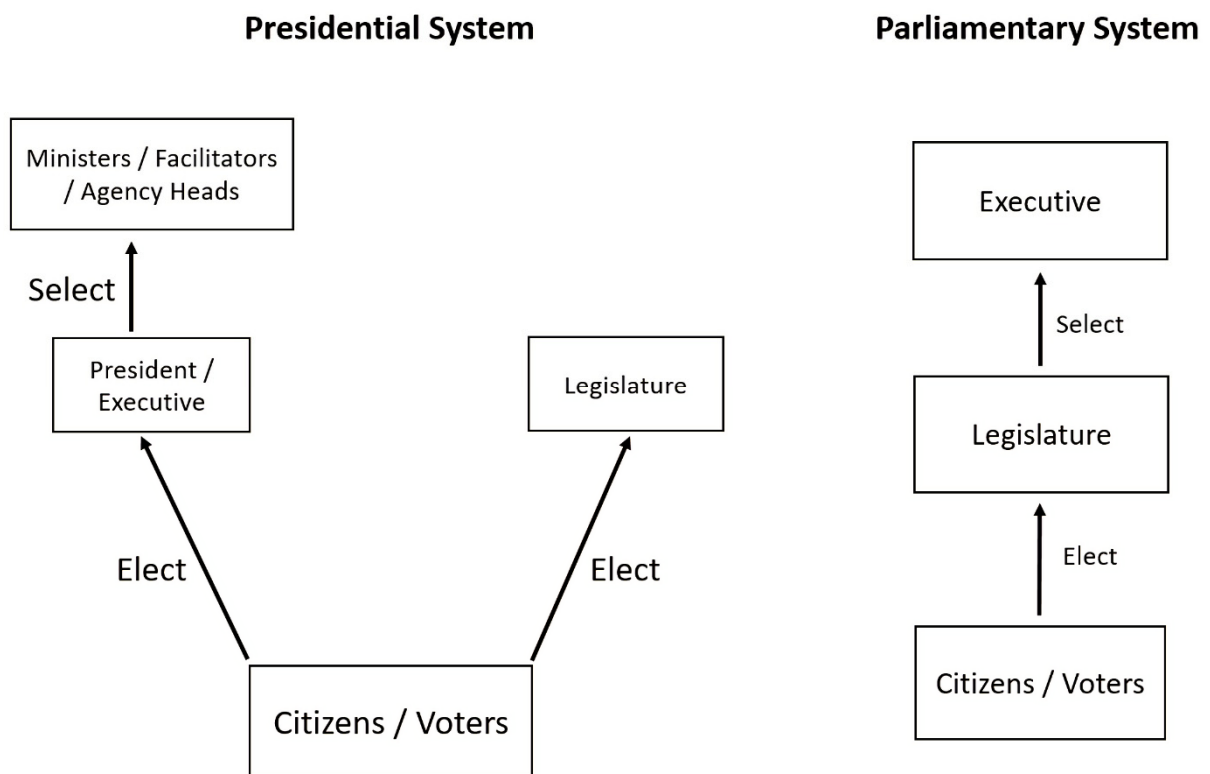 Presidential System
Ministers / Facilitators
/ Agency Heads
Select
President /
Executive
Legislature
Elect
Elect
Citizens / Voters
Parliamentary System
Executive
Select
Legislature
Elect
Citizens / Voters